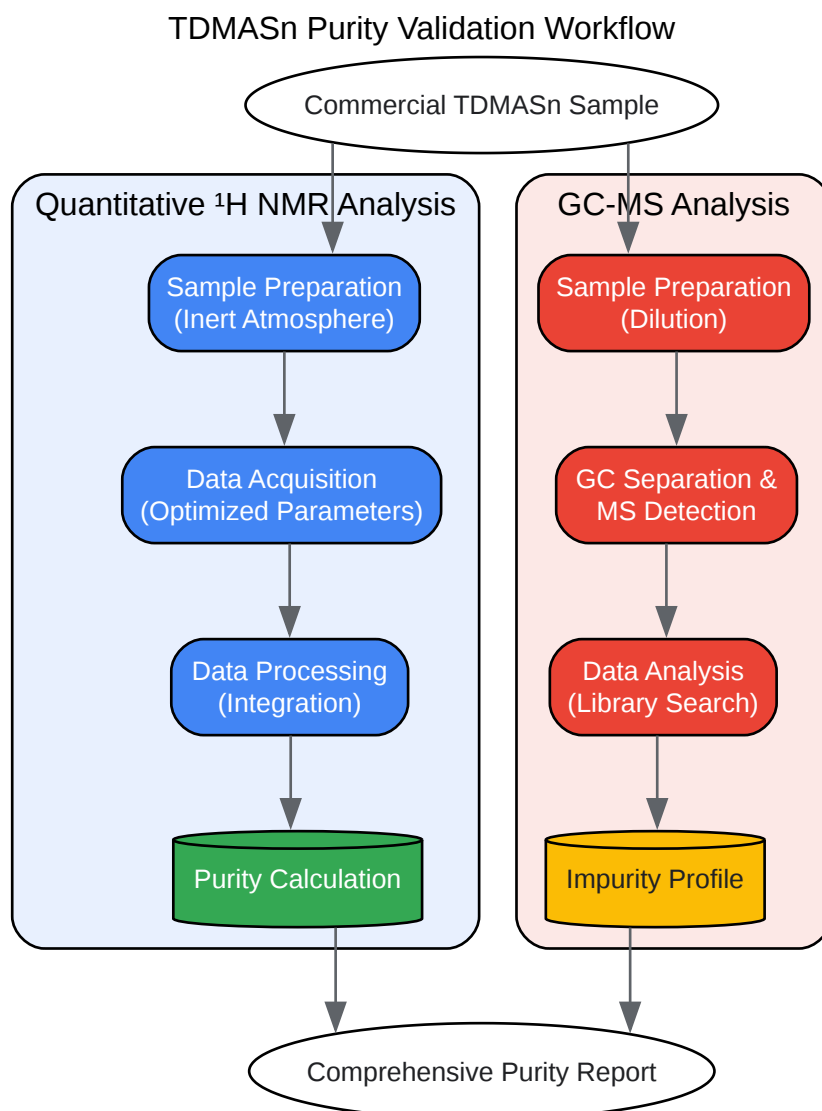 TDMASn Purity Validation Workflow
Commercial TDMASn Sample
Quantitative ¹H NMR Analysis
Sample Preparation
(Inert Atmosphere)
Data Acquisition
(Optimized Parameters)
Data Processing
(Integration)
Purity Calculation
GC-MS Analysis
Sample Preparation
(Dilution)
GC Separation &
MS Detection
Data Analysis
(Library Search)
Impurity Profile
Comprehensive Purity Report